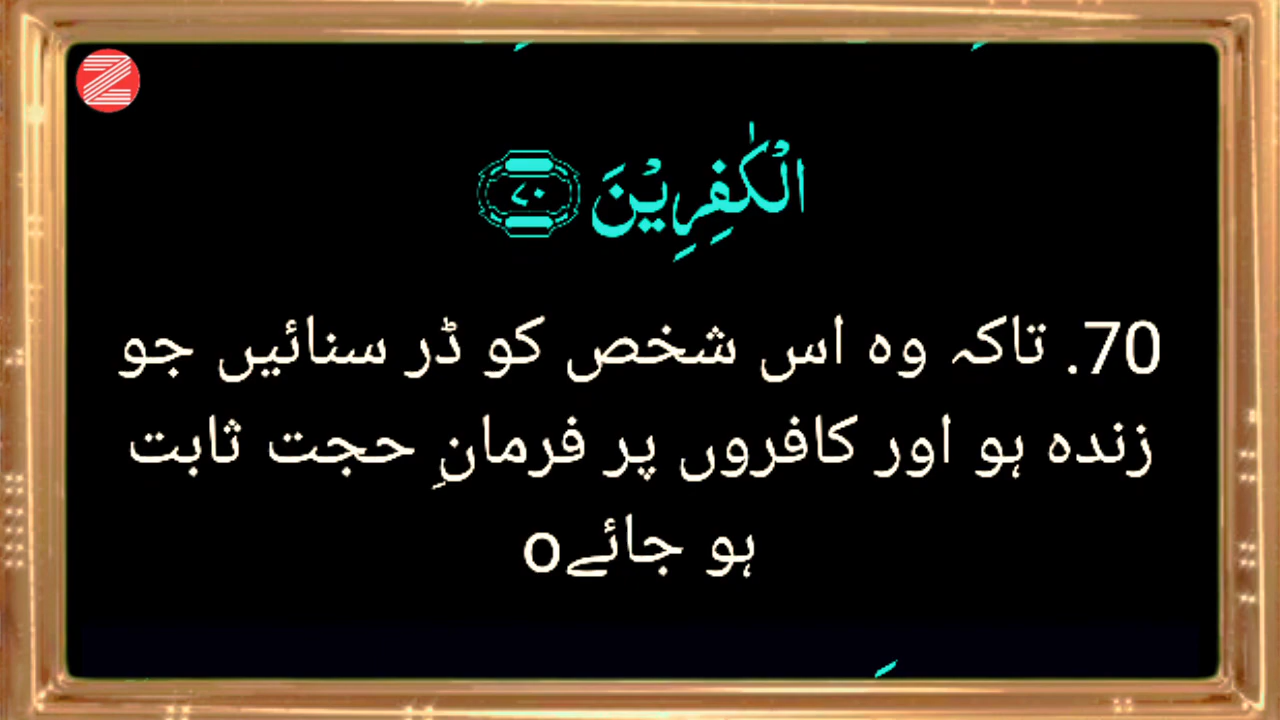 الْكٰفِرِيْنَ ۷۰
70. تاکہ وہ اس شخص کو ڈر سنائیں جو
زندہ ہو اور کافروں پر فرمانِ حجت ثابت
ہو جائےo